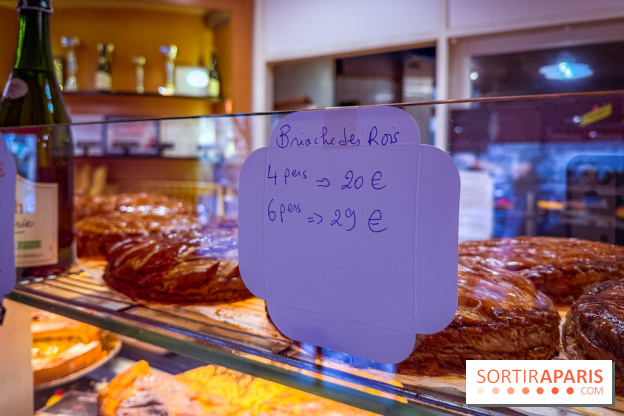 Brioche des Rois
4 pers => 20 €
6 pers => 29 €
SORTIRAPARIS
.COM